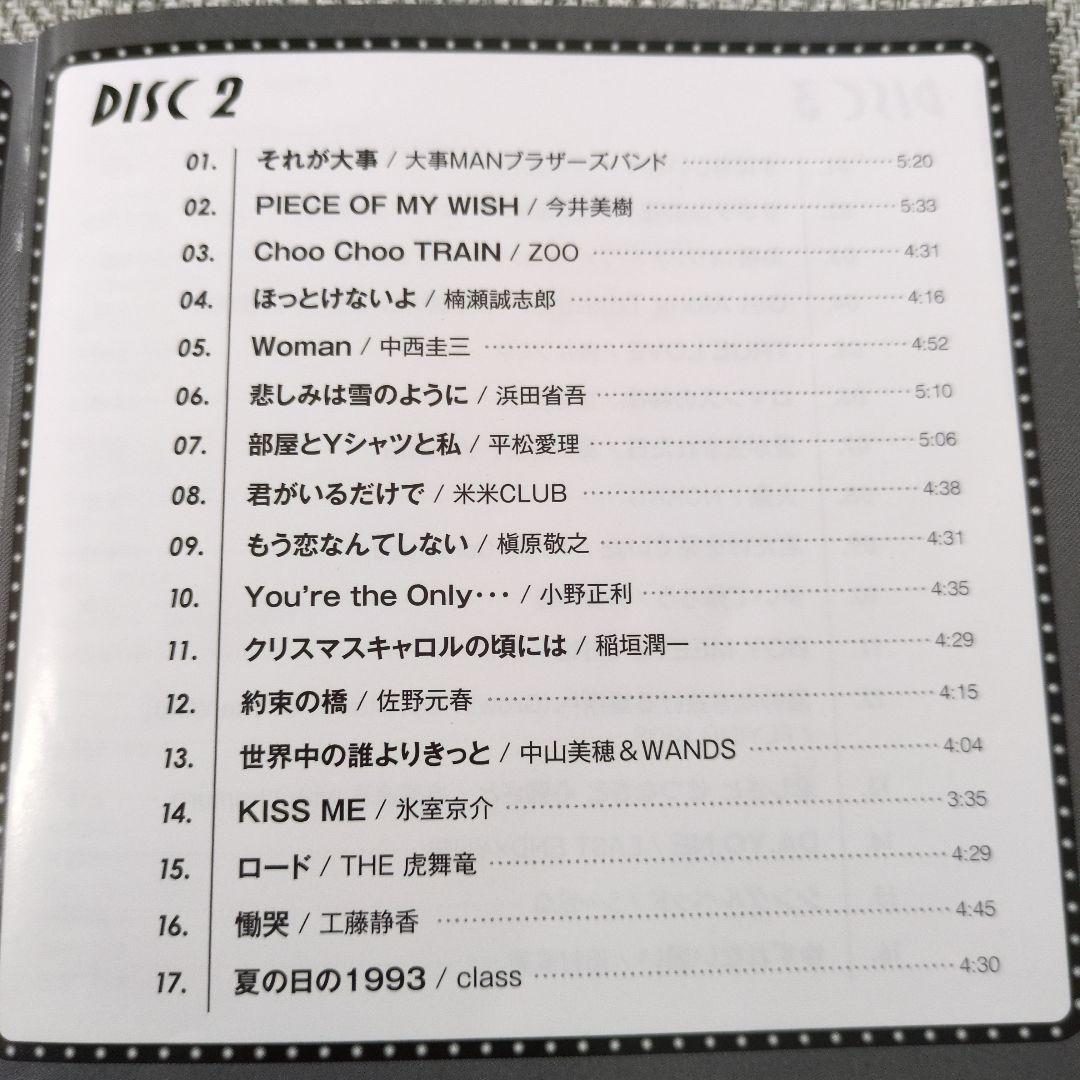 DISC 2
01. それが大事 / 大事MANブラザーズバンド 5:20
02. PIECE OF MY WISH / 今井美樹 5:33
03. Choo Choo TRAIN / ZOO 4:31
04. ほっとけないよ / 楠瀬誠志郎 4:16
05. Woman / 中西圭三 4:52
06. 悲しみは雪のように / 浜田省吾 5:10
07. 部屋とYシャツと私 / 平松愛理 5:06
08. 君がいるだけで / 米米CLUB 4:38
09. もう恋なんてしない / 槇原敬之 4:31
10. You're the Only… / 小野正利 4:35
11. クリスマスキャロルの頃には / 稲垣潤一 4:29
12. 約束の橋 / 佐野元春 4:15
13. 世界中の誰よりきっと / 中山美穂&WANDS 4:04
14. KISS ME / 氷室京介 3:35
15. ロード / THE 虎舞竜 4:29
16. 慟哭 / 工藤静香 4:45
17. 夏の日の1993 / class 4:30